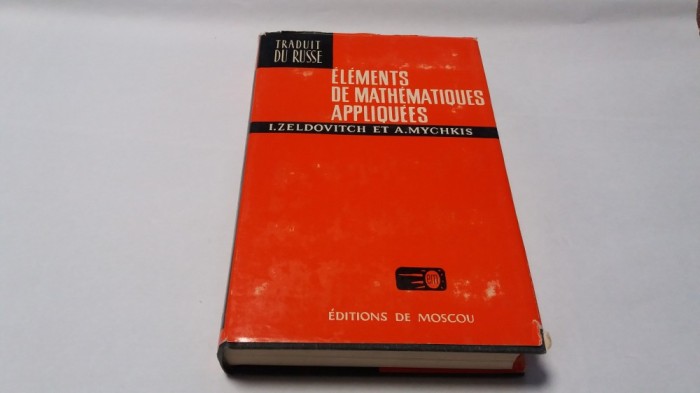 TRADUIT
DU RUSSE
ÉLÉMENTS
DE MATHÉMATIQUES
APPLIQUÉES
I.ZELDOVITCH ET A.MYCHKIS
ÉDITIONS DE MOSCOU